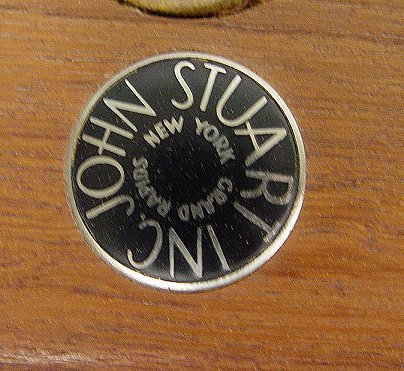 JOHN STUART INC.
NEW YORK GRAND RAPIDS